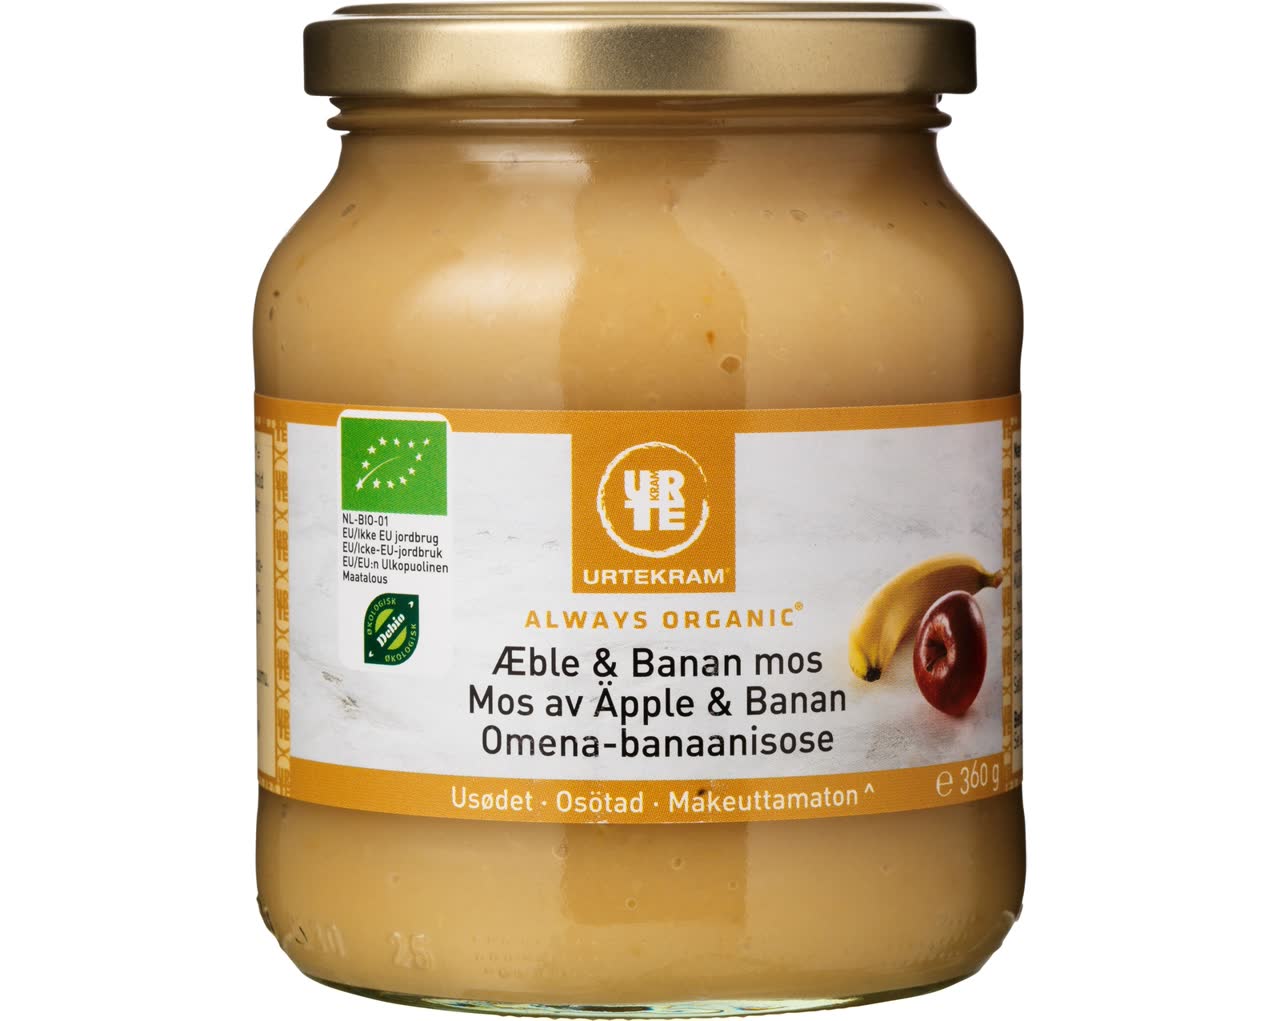 NL-BIO-01
EU/Ikke EU jordbrug
EU/Icke-EU-jordbruk
EU/EU:n Ulkopuolinen
Maatalous
ØKOLOGISK
Debio
ØKOLOGISK
URTE
KRAM
URTEKRAM®
ALWAYS ORGANIC®
Æble & Banan mos
Mos av Äpple & Banan
Omena-banaanisose
Usødet · Osötad · Makeuttamaton ^
℮ 360 g